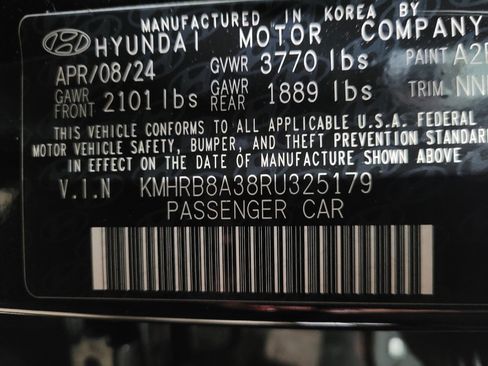 MANUFACTURED IN KOREA BY
HYUNDAI MOTOR COMPANY
APR/08/24 GVWR 3770 lbs PAINT
GAWR FRONT 2101 lbs GAWR REAR 1889 lbs TRIM
THIS VEHICLE CONFORMS TO ALL APPLICABLE U.S.A. FEDERAL
MOTOR VEHICLE SAFETY, BUMPER, AND THEFT PREVENTION STANDARD
IN EFFECT ON THE DATE OF MANUFACTURE SHOWN ABOVE
V.I.N KMHRB8A38RU325179
PASSENGER CAR